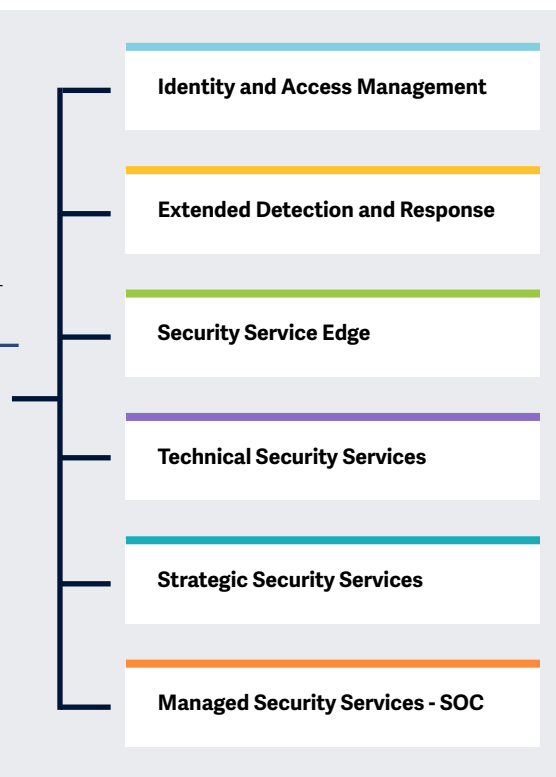 Identity and Access Management
Extended Detection and Response
Security Service Edge
Technical Security Services
Strategic Security Services
Managed Security Services - SOC